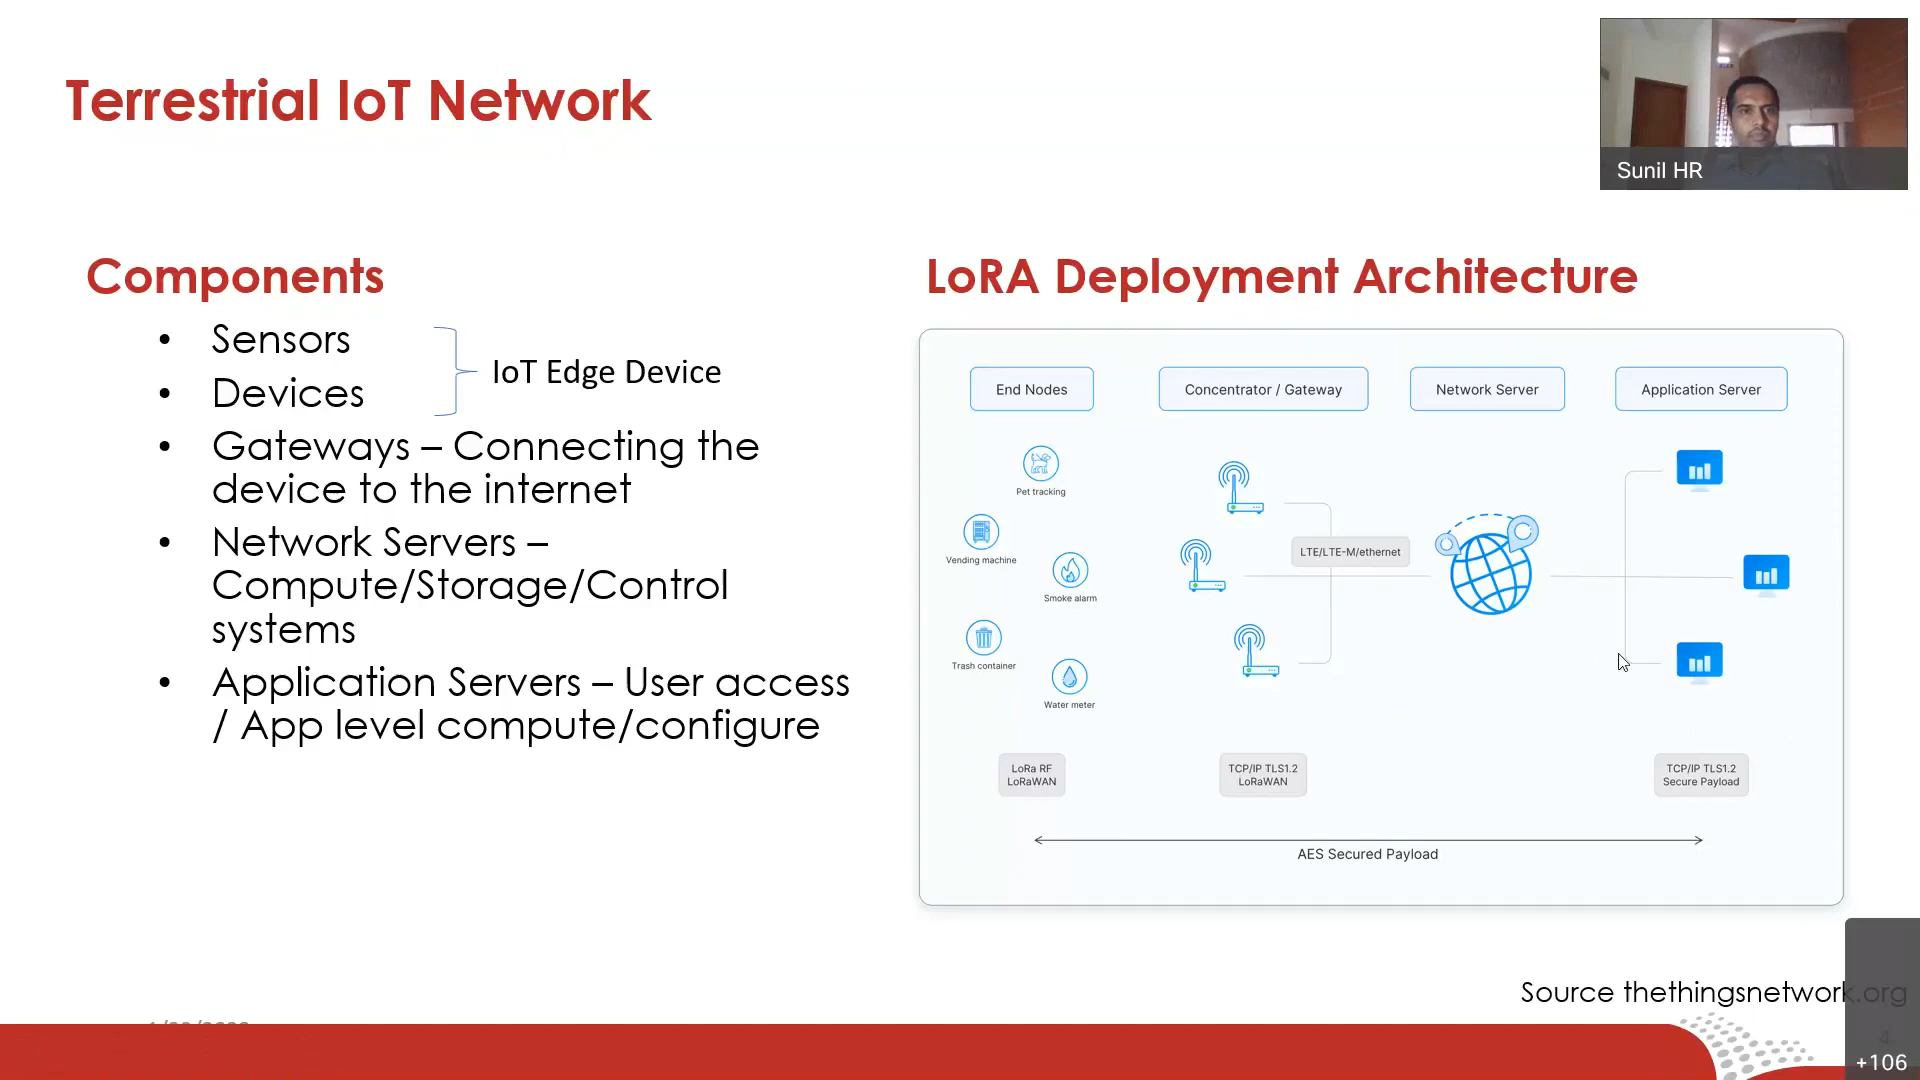 Terrestrial IoT Network
Sunil HR
Components
• Sensors
• Devices
IoT Edge Device
• Gateways – Connecting the
device to the internet
• Network Servers –
Compute/Storage/Control
systems
• Application Servers – User access
/ App level compute/configure
LoRA Deployment Architecture
End Nodes
Concentrator / Gateway
Network Server
Application Server
Pet tracking
Vending machine
Smoke alarm
Trash container
Water meter
LTE/LTE-M/ethernet
LoRa RF
LoRaWAN
TCP/IP TLS1.2
LoRaWAN
TCP/IP TLS1.2
Secure Payload
AES Secured Payload
Source thethingsnetwork.org
4
+106